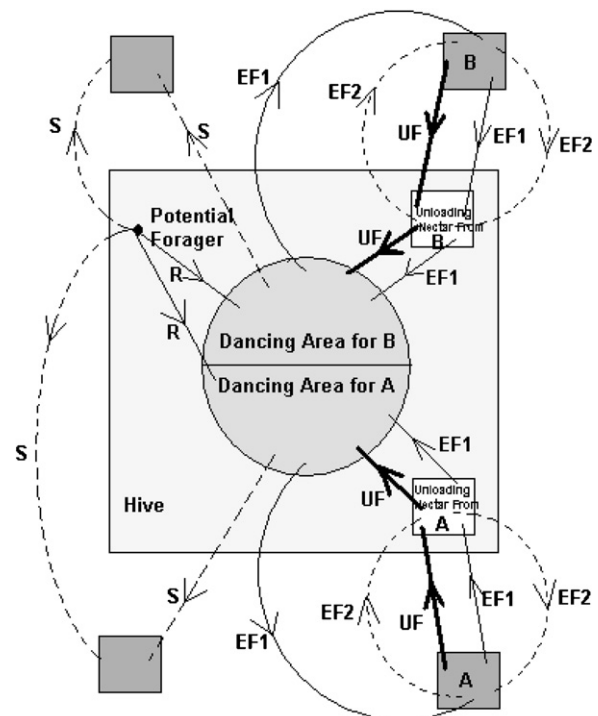 B
EF1
EF2
S
S
UF
EF1
EF2
Potential
Forager
Unloading
Nectar From
B
UF
R
EF1
R
Dancing Area for B
Dancing Area for A
S
EF1
UF
Unloading
Nectar From
A
Hive
S
EF2
EF1
EF2
UF
EF1
A